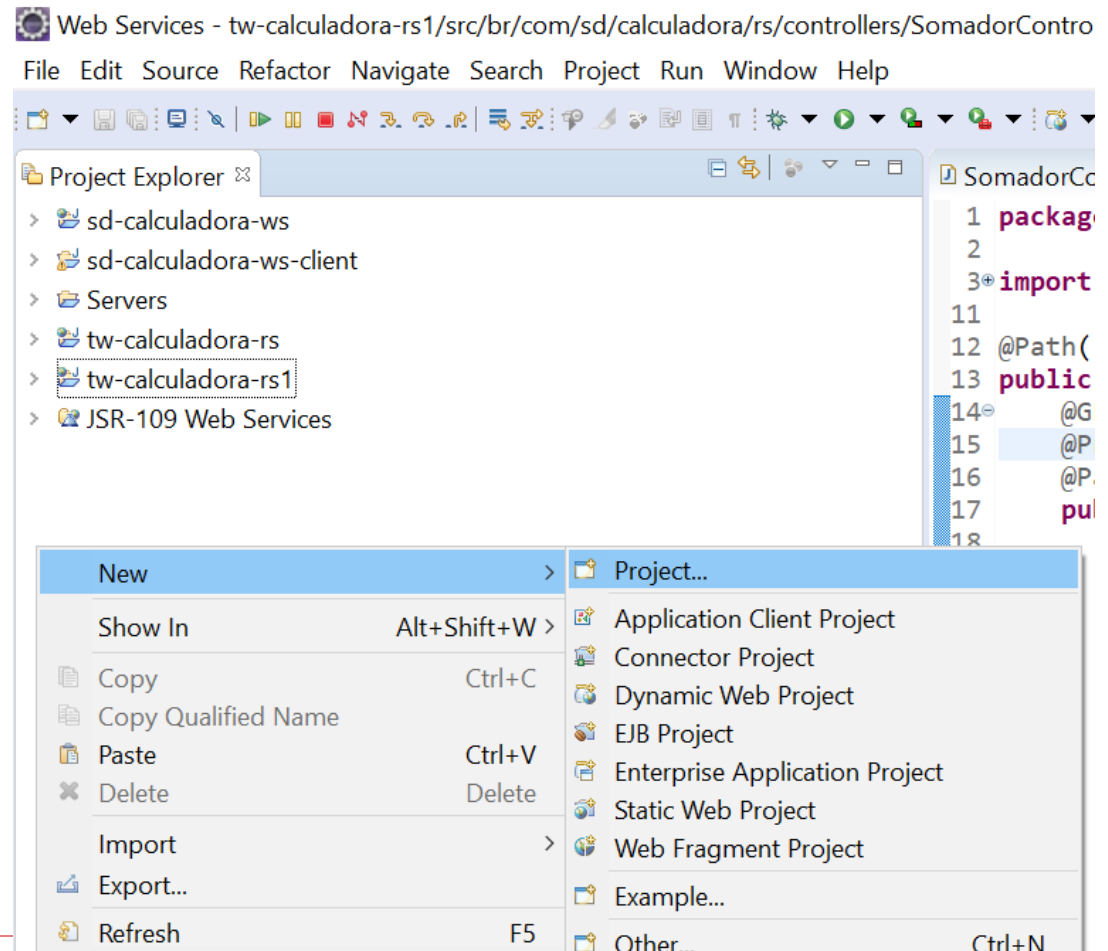 Web Services - tw-calculadora-rs1/src/br/com/sd/calculadora/rs/controllers/SomadorContro
File Edit Source Refactor Navigate Search Project Run Window Help
Project Explorer
sd-calculadora-ws
sd-calculadora-ws-client
Servers
tw-calculadora-rs
tw-calculadora-rs1
JSR-109 Web Services
SomadorCo
1 package
2
3 import
11
12 @Path(
13 public
14 @G
15 @P
16 @Pa
17 pu
18
New
Show In Alt+Shift+W
Copy Ctrl+C
Copy Qualified Name
Paste Ctrl+V
Delete Delete
Import
Export...
Refresh F5
Project...
Application Client Project
Connector Project
Dynamic Web Project
EJB Project
Enterprise Application Project
Static Web Project
Web Fragment Project
Example...
Other... Ctrl+N